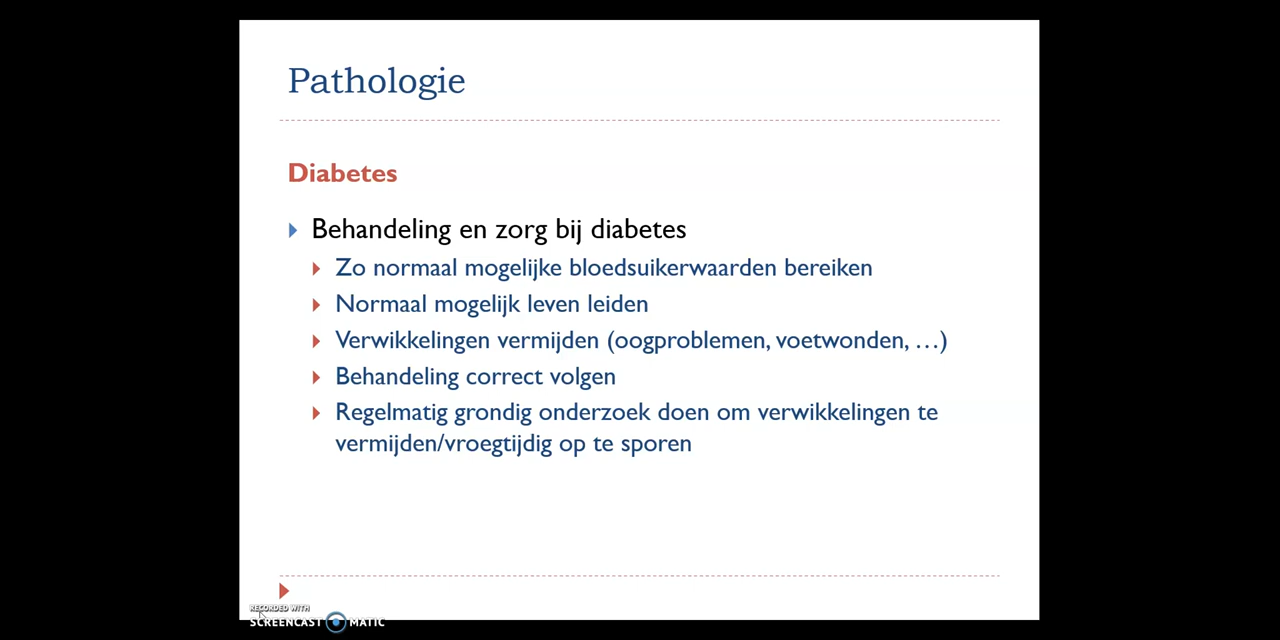 Pathologie
Diabetes
Behandeling en zorg bij diabetes
Zo normaal mogelijke bloedsuikerwaarden bereiken
Normaal mogelijk leven leiden
Verwikkelingen vermijden (oogproblemen, voetwonden, …)
Behandeling correct volgen
Regelmatig grondig onderzoek doen om verwikkelingen te
vermijden/vroegtijdig op te sporen
RECORDED WITH
SCREENCAST MATIC